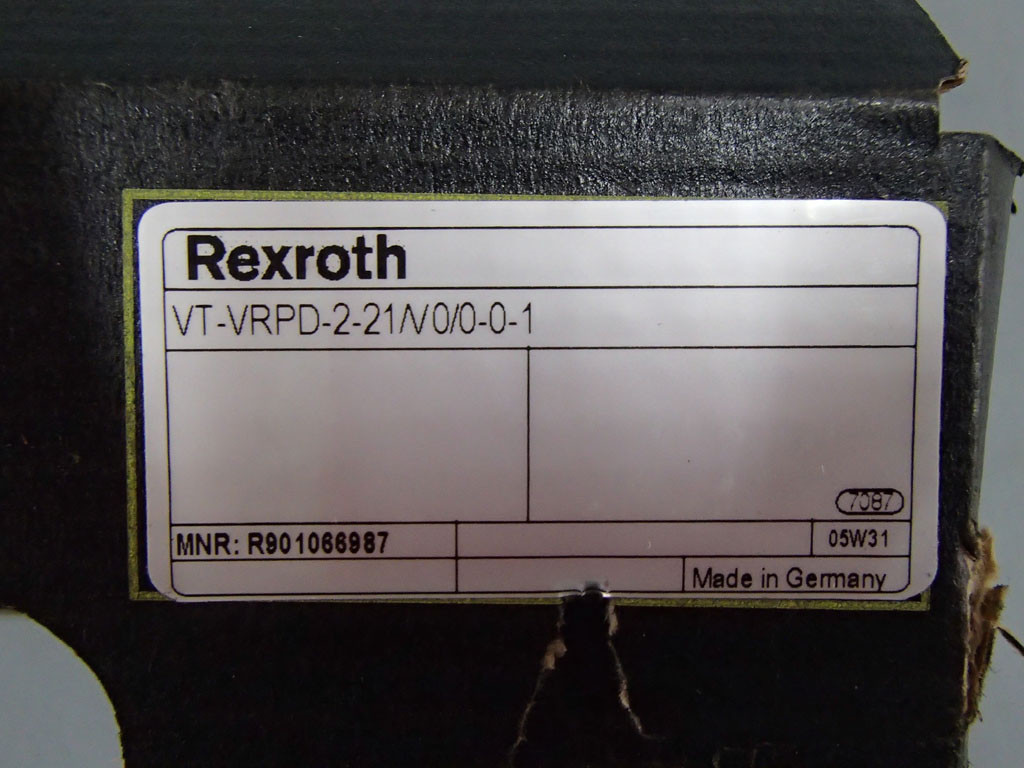 Rexroth
VT-VRPD-2-21/V0/0-0-1
7087
MNR: R901066987
05W31
Made in Germany